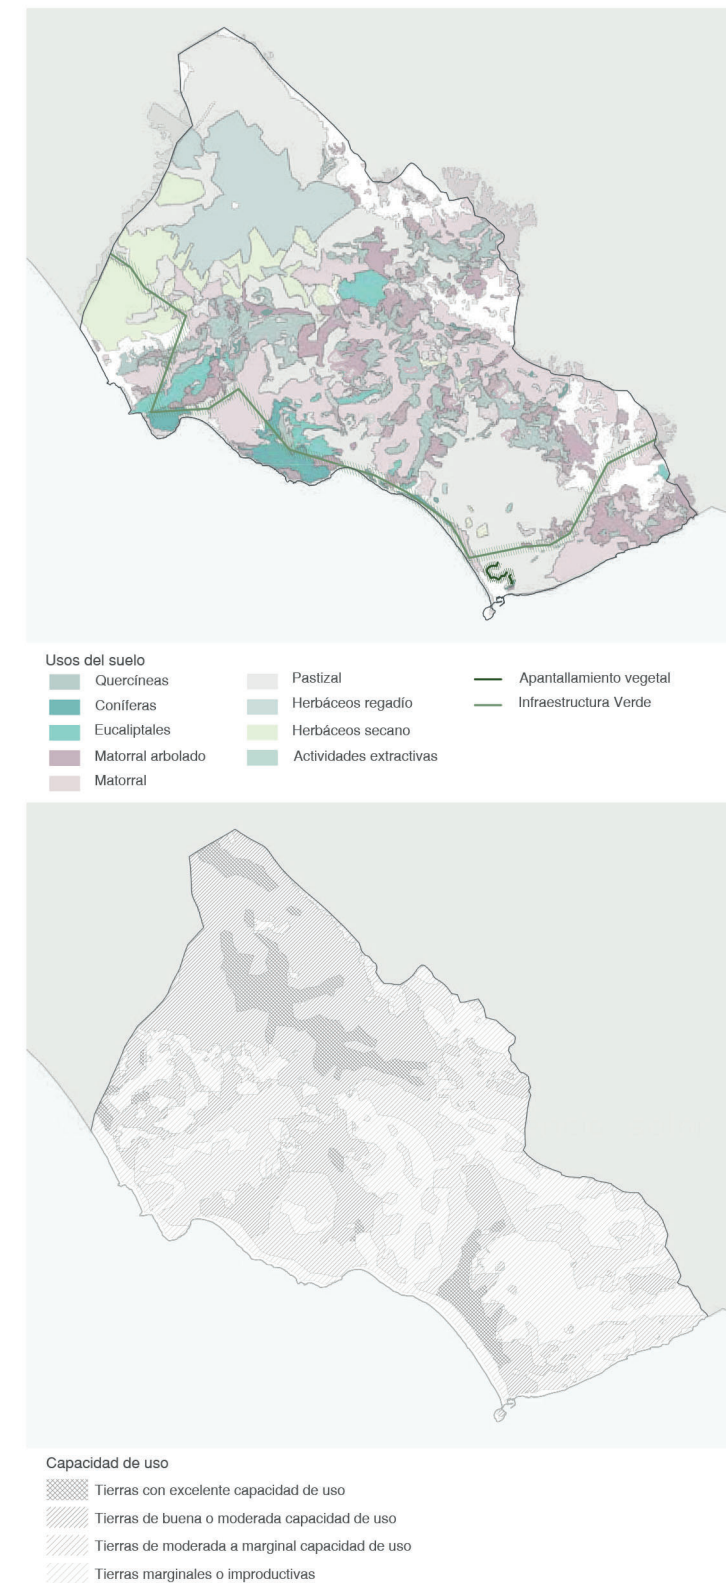 Usos del suelo
Quercíneas
Coníferas
Eucaliptales
Matorral arbolado
Matorral
Pastizal
Herbáceos regadío
Herbáceos secano
Actividades extractivas
Apantallamiento vegetal
Infraestructura Verde
Capacidad de uso
Tierras con excelente capacidad de uso
Tierras de buena o moderada capacidad de uso
Tierras de moderada a marginal capacidad de uso
Tierras marginales o improductivas